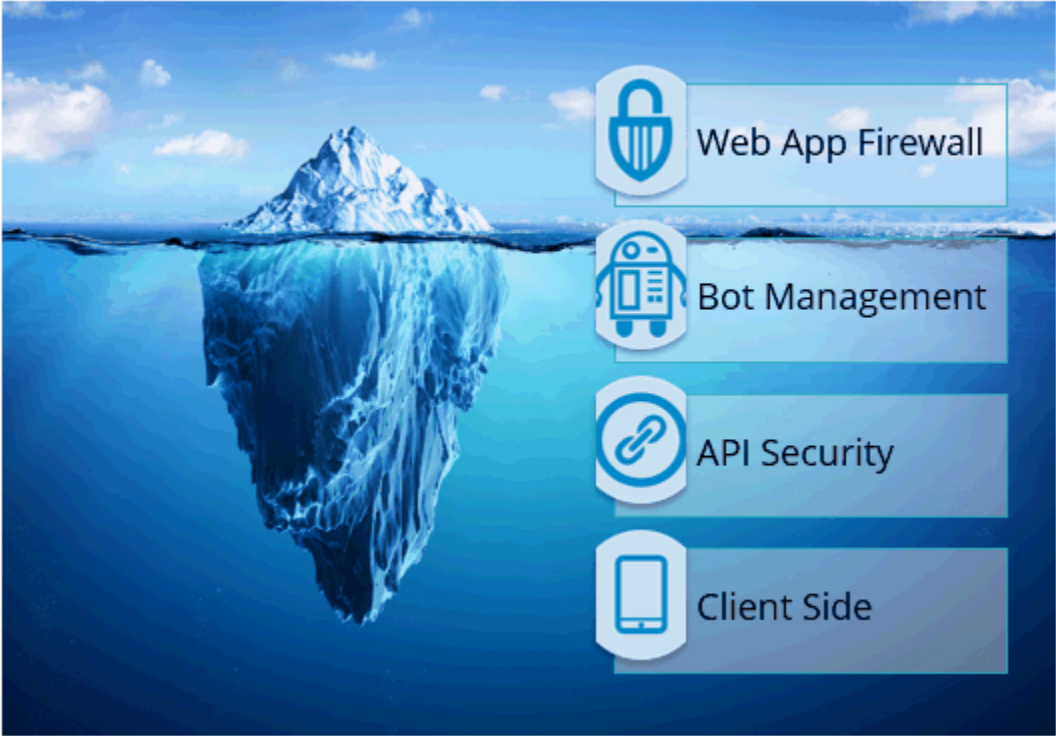 Web App Firewall
Bot Management
API Security
Client Side